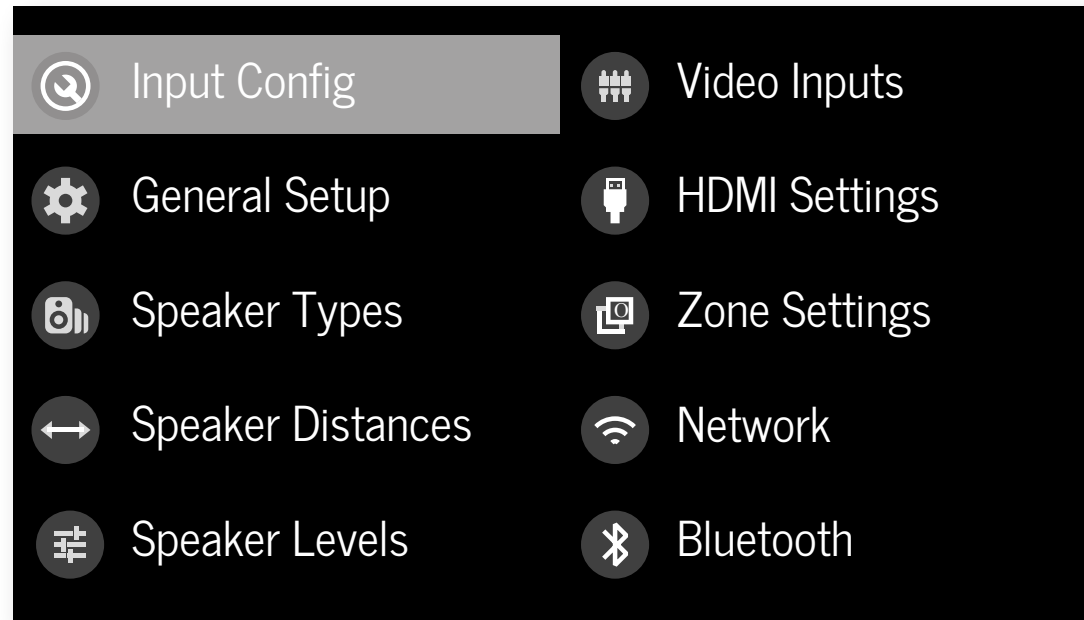 Input Config
General Setup
Speaker Types
Speaker Distances
Speaker Levels
Video Inputs
HDMI Settings
Zone Settings
Network
Bluetooth